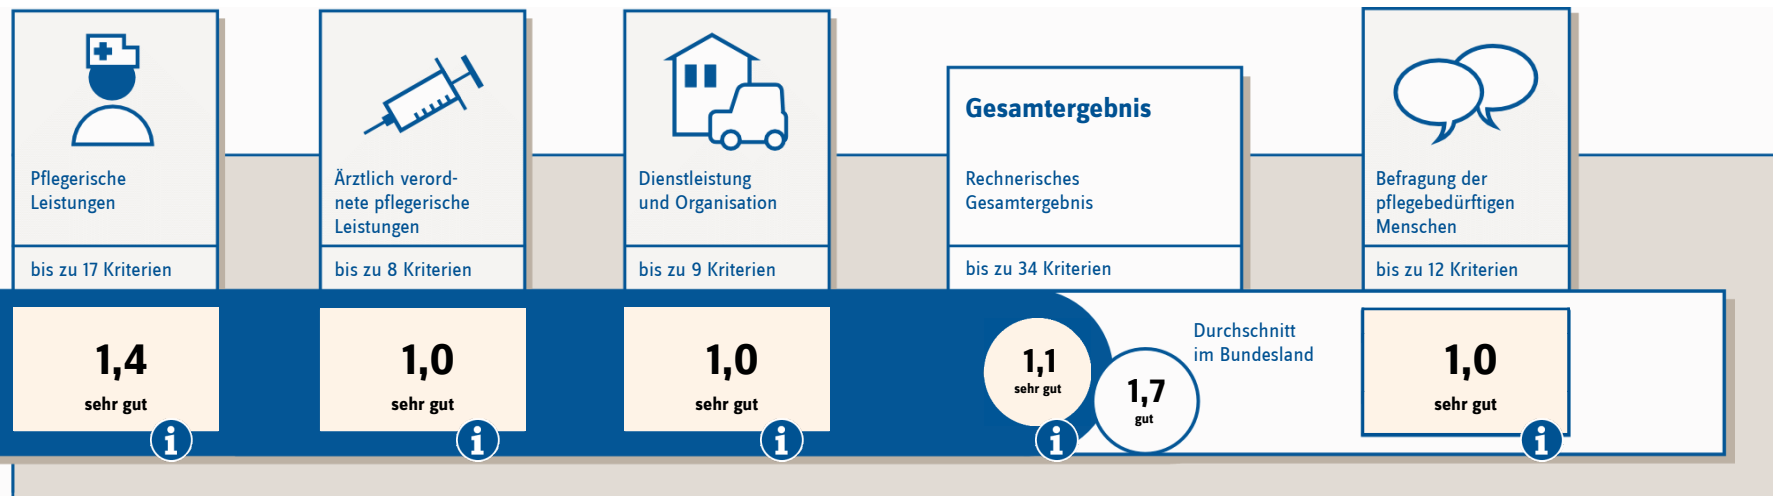 Pflegerische
Leistungen
bis zu 17 Kriterien
1,4
sehr gut
i
Ärztlich verord-
nete pflegerische
Leistungen
bis zu 8 Kriterien
1,0
sehr gut
i
Dienstleistung
und Organisation
bis zu 9 Kriterien
1,0
sehr gut
i
Gesamtergebnis
Rechnerisches
Gesamtergebnis
bis zu 34 Kriterien
1,1
sehr gut
i
Durchschnitt
im Bundesland
1,7
gut
Befragung der
pflegebedürftigen
Menschen
bis zu 12 Kriterien
1,0
sehr gut
i